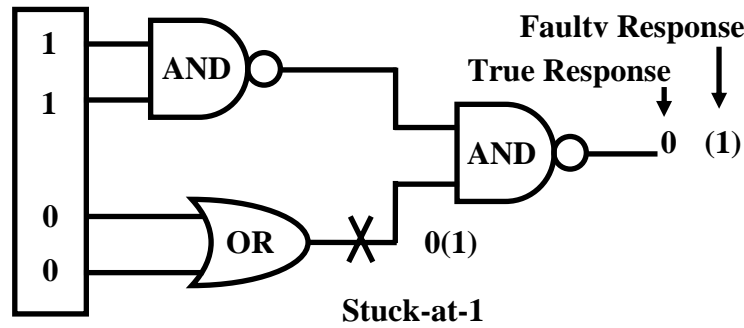 Faultv Response
True Response
1
AND
1
AND
0 (1)
0
OR
0(1)
0
Stuck-at-1